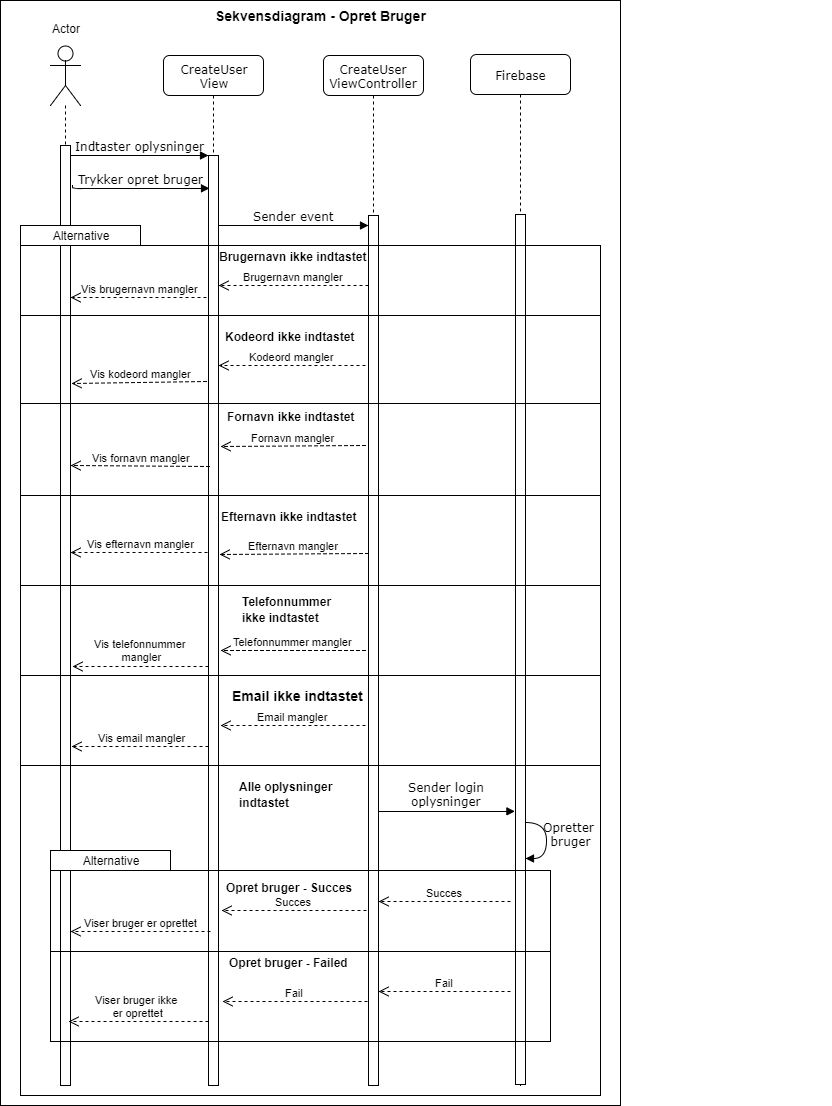 Sekvensdiagram - Opret Bruger
Actor
CreateUser
View
CreateUser
ViewController
Firebase
Indtaster oplysninger
Trykker opret bruger
Sender event
Alternative
Brugernavn ikke indtastet
Brugernavn mangler
Vis brugernavn mangler
Kodeord ikke indtastet
Kodeord mangler
Vis kodeord mangler
Fornavn ikke indtastet
Fornavn mangler
Vis fornavn mangler
Efternavn ikke indtastet
Efternavn mangler
Vis efternavn mangler
Telefonnummer
ikke indtastet
Telefonnummer mangler
Vis telefonnummer
mangler
Email ikke indtastet
Email mangler
Vis email mangler
Alle oplysninger
indtastet
Sender login
oplysninger
Opretter
bruger
Alternative
Opret bruger - Succes
Succes
Succes
Viser bruger er oprettet
Opret bruger - Failed
Fail
Fail
Viser bruger ikke
er oprettet